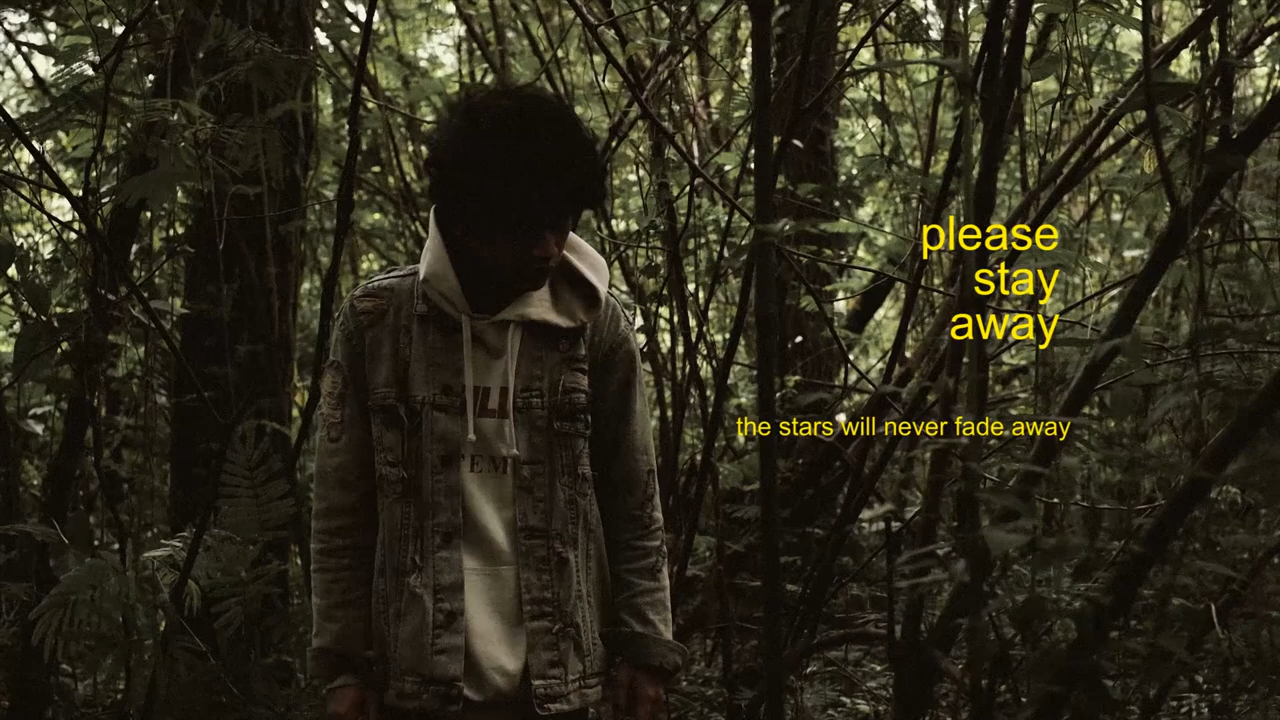 please
stay
away
the stars will never fade away